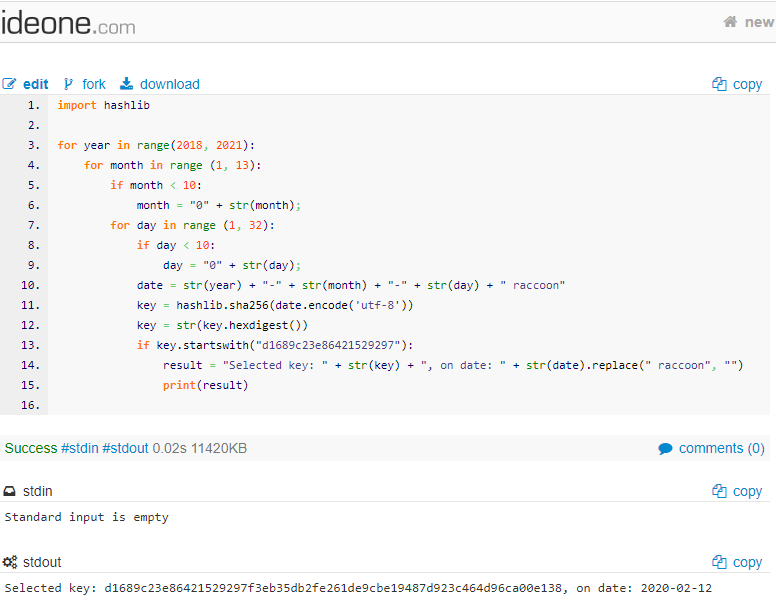 ideone.com
new
edit fork download copy
1. import hashlib
2.
3. for year in range(2018, 2021):
4. for month in range (1, 13):
5. if month < 10:
6. month = "0" + str(month);
7. for day in range (1, 32):
8. if day < 10:
9. day = "0" + str(day);
10. date = str(year) + "-" + str(month) + "-" + str(day) + " raccoon"
11. key = hashlib.sha256(date.encode('utf-8'))
12. key = str(key.hexdigest())
13. if key.startswith("d1689c23e86421529297"):
14. result = "Selected key: " + str(key) + ", on date: " + str(date).replace(" raccoon", "")
15. print(result)
16.
Success #stdin #stdout 0.02s 11420KB comments (0)
stdin copy
Standard input is empty
stdout copy
Selected key: d1689c23e86421529297f3eb35db2fe261de9cbe19487d923c464d96ca00e138, on date: 2020-02-12